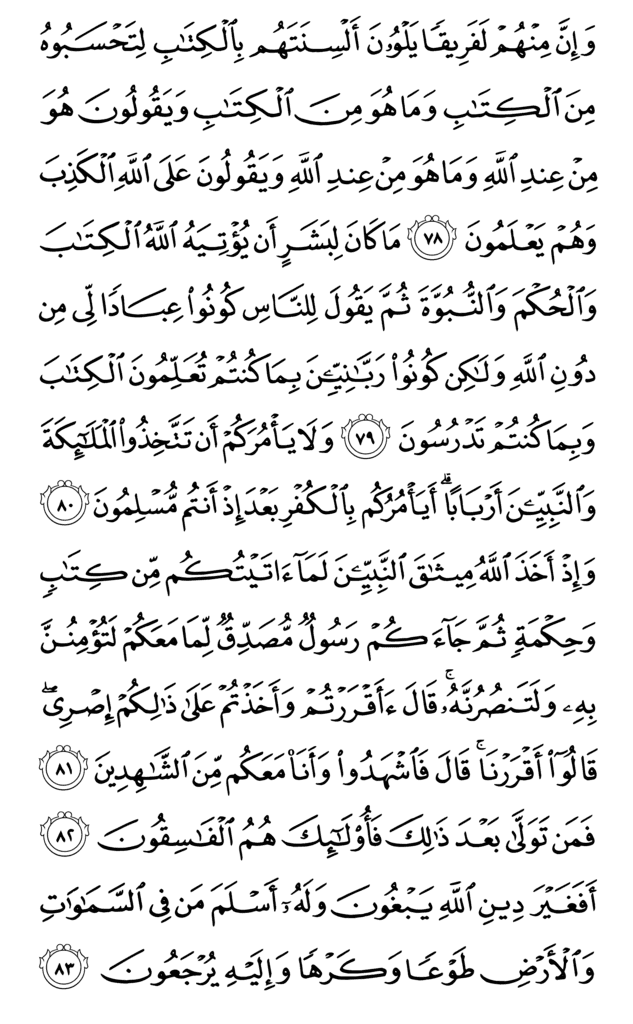 وَإِنَّ مِنْهُمْ لَفَرِيقًا يَلْوُۥنَ أَلْسِنَتَهُم بِٱلْكِتَٰبِ لِتَحْسَبُوهُ
مِنَ ٱلْكِتَٰبِ وَمَا هُوَ مِنَ ٱلْكِتَٰبِ وَيَقُولُونَ هُوَ
مِنْ عِندِ ٱللَّهِ وَمَا هُوَ مِنْ عِندِ ٱللَّهِ وَيَقُولُونَ عَلَى ٱللَّهِ ٱلْكَذِبَ
وَهُمْ يَعْلَمُونَ ٧٨ مَا كَانَ لِبَشَرٍ أَن يُؤْتِيَهُ ٱللَّهُ ٱلْكِتَٰبَ
وَٱلْحُكْمَ وَٱلنُّبُوَّةَ ثُمَّ يَقُولَ لِلنَّاسِ كُونُوا۟ عِبَادًا لِّى مِن
دُونِ ٱللَّهِ وَلَٰكِن كُونُوا۟ رَبَّٰنِيِّۦنَ بِمَا كُنتُمْ تُعَلِّمُونَ ٱلْكِتَٰبَ
وَبِمَا كُنتُمْ تَدْرُسُونَ ٧٩ وَلَا يَأْمُرَكُمْ أَن تَتَّخِذُوا۟ ٱلْمَلَٰٓئِكَةَ
وَٱلنَّبِيِّۦنَ أَرْبَابًا ۗ أَيَأْمُرُكُم بِٱلْكُفْرِ بَعْدَ إِذْ أَنتُم مُّسْلِمُونَ ٨٠
وَإِذْ أَخَذَ ٱللَّهُ مِيثَٰقَ ٱلنَّبِيِّۦنَ لَمَآ ءَاتَيْتُكُم مِّن كِتَٰبٍ
وَحِكْمَةٍ ثُمَّ جَآءَكُمْ رَسُولٌ مُّصَدِّقٌ لِّمَا مَعَكُمْ لَتُؤْمِنُنَّ
بِهِۦ وَلَتَنصُرُنَّهُۥ ۚ قَالَ ءَأَقْرَرْتُمْ وَأَخَذْتُمْ عَلَىٰ ذَٰلِكُمْ إِصْرِى ۖ
قَالُوٓا۟ أَقْرَرْنَا ۚ قَالَ فَٱشْهَدُوا۟ وَأَنَا۠ مَعَكُم مِّنَ ٱلشَّٰهِدِينَ ٨١
فَمَن تَوَلَّىٰ بَعْدَ ذَٰلِكَ فَأُو۟لَٰٓئِكَ هُمُ ٱلْفَٰسِقُونَ ٨٢
أَفَغَيْرَ دِينِ ٱللَّهِ يَبْغُونَ وَلَهُۥٓ أَسْلَمَ مَن فِى ٱلسَّمَٰوَٰتِ
وَٱلْأَرْضِ طَوْعًا وَكَرْهًا وَإِلَيْهِ يُرْجَعُونَ ٨٣